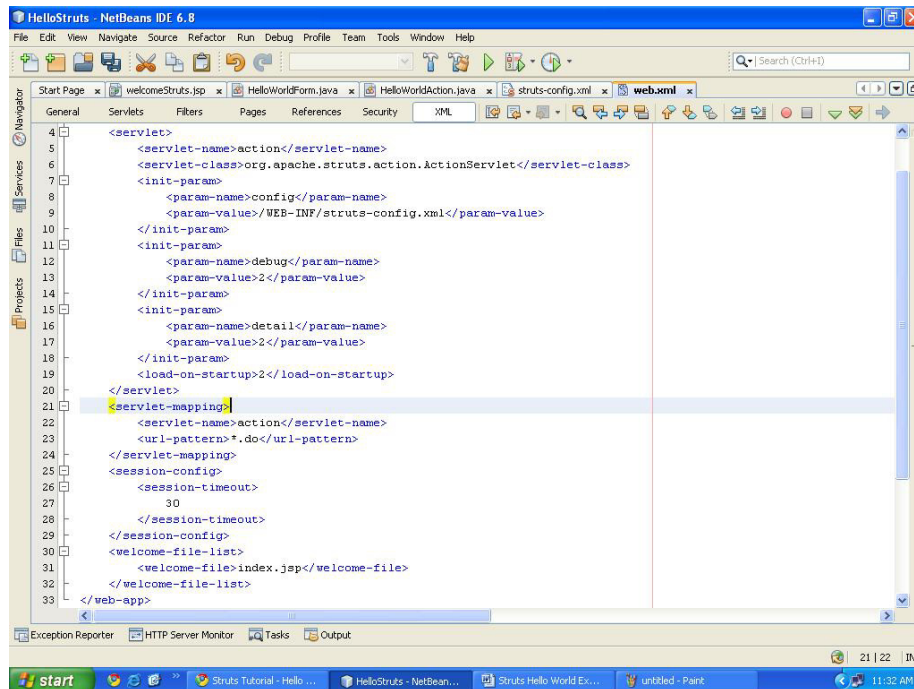 HelloStruts - NetBeans IDE 6.8
File Edit View Navigate Source Refactor Run Debug Profile Team Tools Window Help
Search (Ctrl+I)
Start Page x welcomeStruts.jsp x HelloWorldForm.java x HelloWorldAction.java x struts-config.xml x web.xml x
General Servlets Filters Pages References Security XML
Navigator
Services
Files
Projects
4 <servlet>
5 <servlet-name>action</servlet-name>
6 <servlet-class>org.apache.struts.action.ActionServlet</servlet-class>
7 <init-param>
8 <param-name>config</param-name>
9 <param-value>/WEB-INF/struts-config.xml</param-value>
10 </init-param>
11 <init-param>
12 <param-name>debug</param-name>
13 <param-value>2</param-value>
14 </init-param>
15 <init-param>
16 <param-name>detail</param-name>
17 <param-value>2</param-value>
18 </init-param>
19 <load-on-startup>2</load-on-startup>
20 </servlet>
21 <servlet-mapping>
22 <servlet-name>action</servlet-name>
23 <url-pattern>*.do</url-pattern>
24 </servlet-mapping>
25 <session-config>
26 <session-timeout>
27 30
28 </session-timeout>
29 </session-config>
30 <welcome-file-list>
31 <welcome-file>index.jsp</welcome-file>
32 </welcome-file-list>
33 </web-app>
Exception Reporter HTTP Server Monitor Tasks Output
21 | 22 IN
start Struts Tutorial - Hello ... HelloStruts - NetBean... Struts Hello World Ex... untitled - Paint 11:32 AM